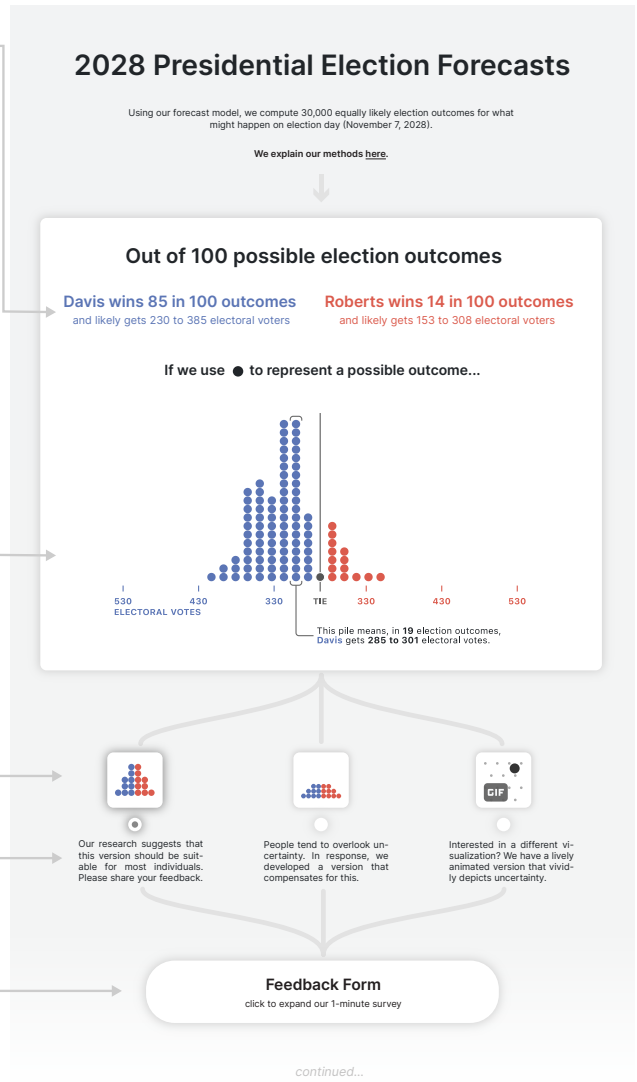 2028 Presidential Election Forecasts
Using our forecast model, we compute 30,000 equally likely election outcomes for what
might happen on election day (November 7, 2028).
We explain our methods here.
Out of 100 possible election outcomes
Davis wins 85 in 100 outcomes
and likely gets 230 to 385 electoral voters
Roberts wins 14 in 100 outcomes
and likely gets 153 to 308 electoral voters
If we use ● to represent a possible outcome...
530 430 330 TIE 330 430 530
ELECTORAL VOTES
This pile means, in 19 election outcomes,
Davis gets 285 to 301 electoral votes.
GIF
Our research suggests that
this version should be suit-
able for most individuals.
Please share your feedback.
People tend to overlook un-
certainty. In response, we
developed a version that
compensates for this.
Interested in a different vi-
sualization? We have a lively
animated version that vivid-
ly depicts uncertainty.
Feedback Form
click to expand our 1-minute survey
continued...